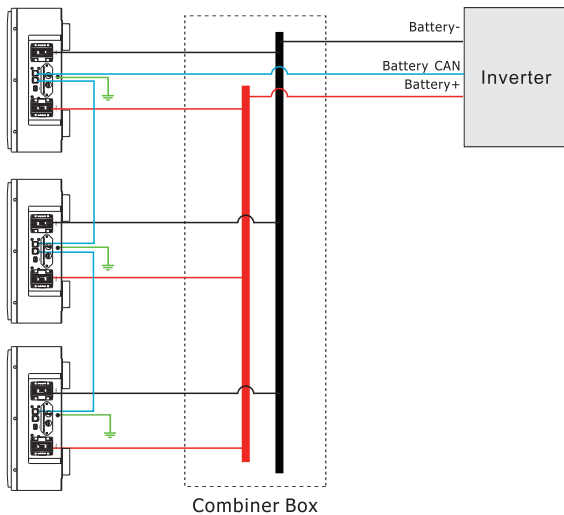 Battery-
Battery CAN
Battery+
Inverter
Combiner Box